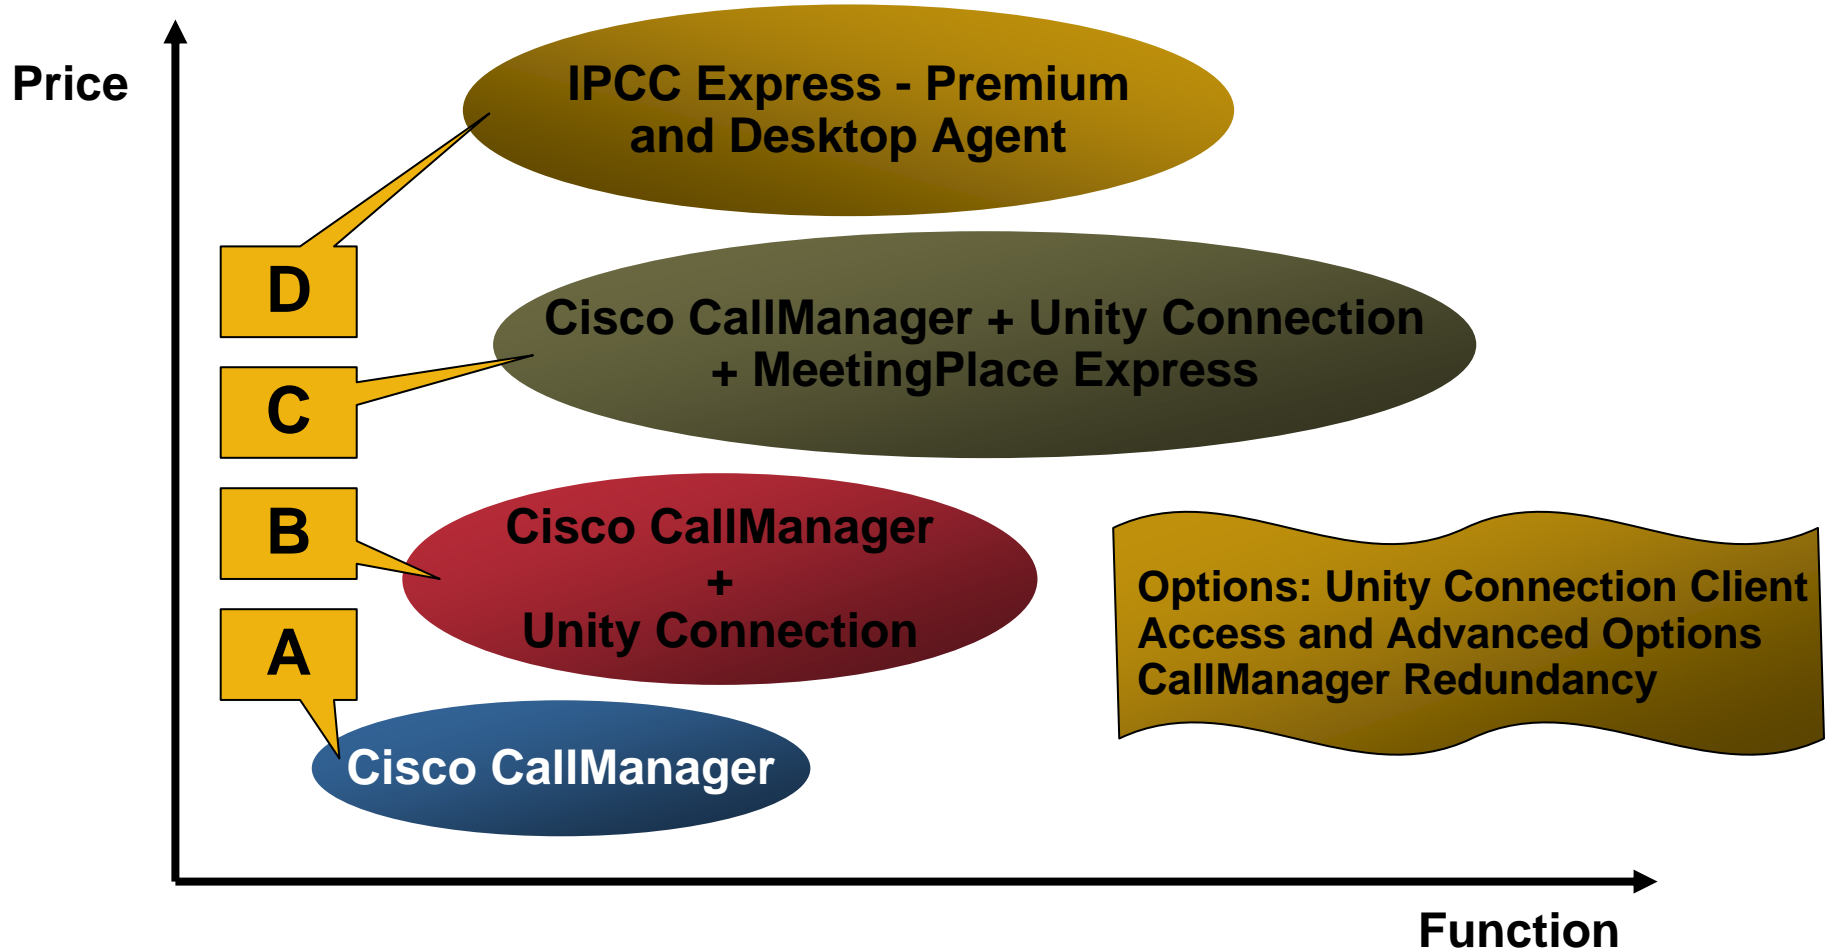 Price
IPCC Express - Premium
and Desktop Agent
D
Cisco CallManager + Unity Connection
+ MeetingPlace Express
C
B
Cisco CallManager
+
Unity Connection
Options: Unity Connection Client
Access and Advanced Options
CallManager Redundancy
A
Cisco CallManager
Function